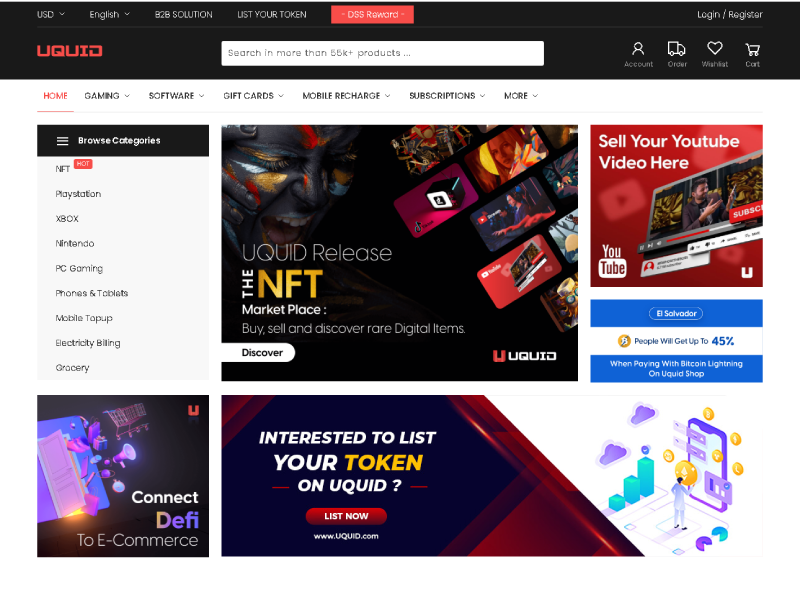 USD English B2B SOLUTION LIST YOUR TOKEN - DSS Reward - Login / Register
UQUID
Search in more than 55k+ products ...
Account Order Wishlist Cart
HOME GAMING SOFTWARE GIFT CARDS MOBILE RECHARGE SUBSCRIPTIONS MORE
Browse Categories
NFT HOT
Playstation
XBOX
Nintendo
PC Gaming
Phones & Tablets
Mobile Topup
Electricity Billing
Grocery
UQUID Release
THE NFT
Market Place :
Buy, sell and discover rare Digital Items.
Discover
UQUID
YouTube
Sell Your Youtube
Video Here
SUBSC
You
Tube
El Salvador
People Will Get Up To 45%
When Paying With Bitcoin Lightning
On Uquid Shop
Connect
Defi
To E-Commerce
INTERESTED TO LIST
YOUR TOKEN
ON UQUID ?
LIST NOW
www.UQUID.com